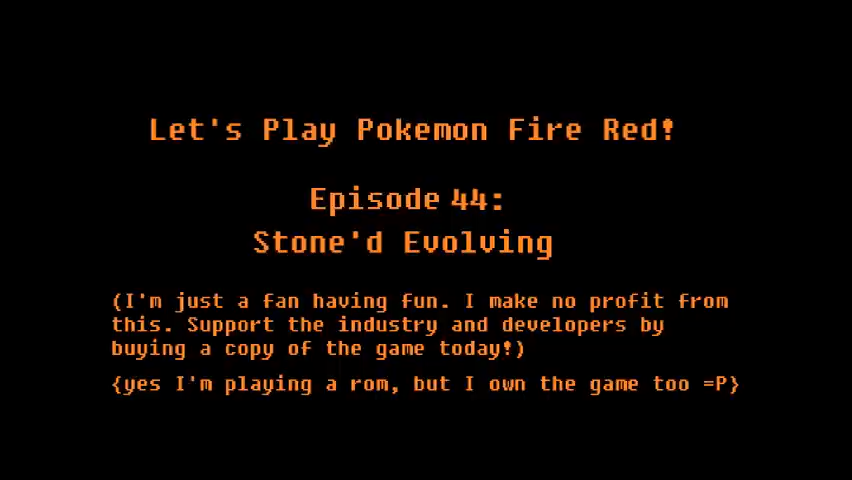 Let's Play Pokemon Fire Red!
Episode 44:
Stone'd Evolving
(I'm just a fan having fun. I make no profit from
this. Support the industry and developers by
buying a copy of the game today!)
{yes I'm playing a rom, but I own the game too =P}